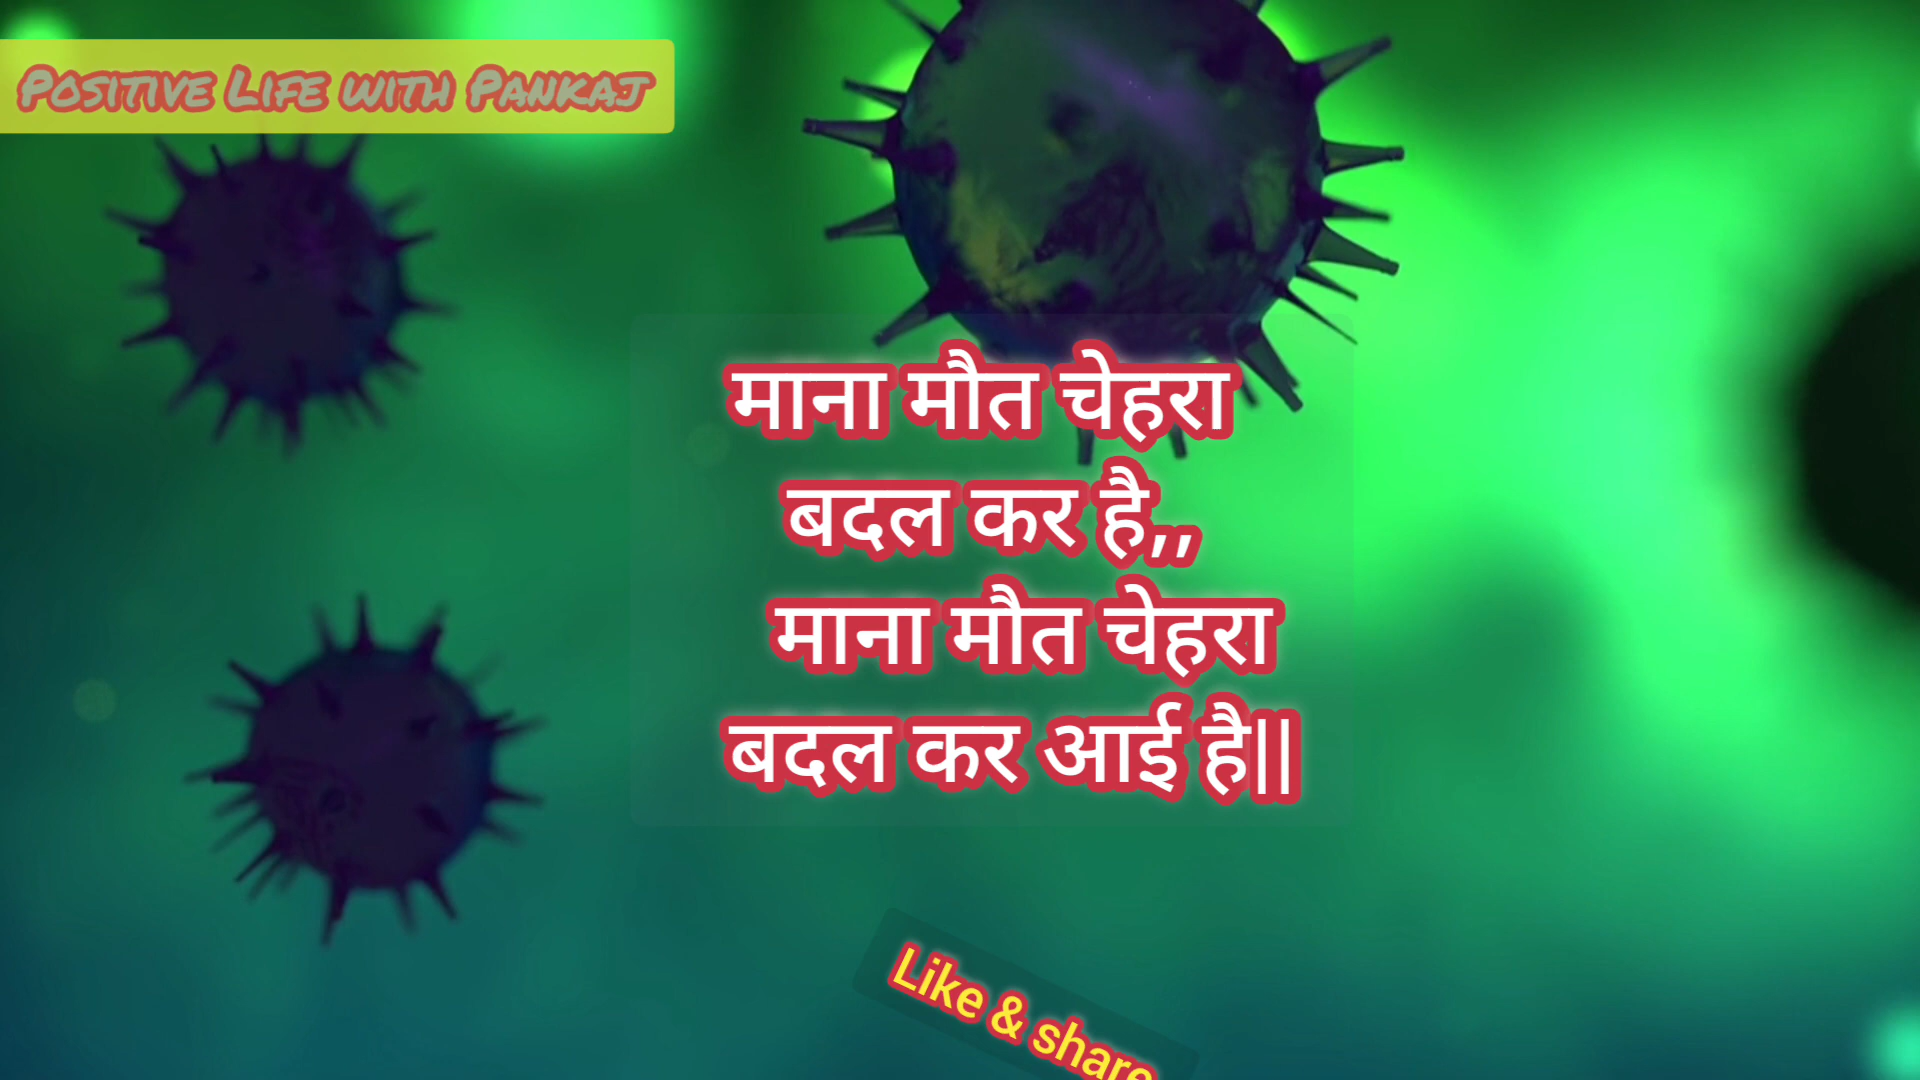 Positive Life with Pankaj
माना मौत चेहरा
बदल कर है,,
माना मौत चेहरा
बदल कर आई है||
Like & share